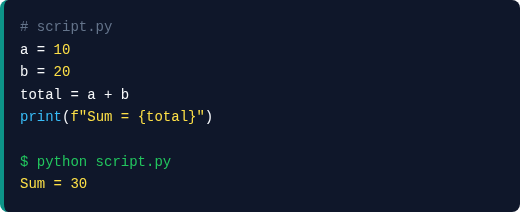 # script.py
a = 10
b = 20
total = a + b
print(f"Sum = {total}")
$ python script.py
Sum = 30